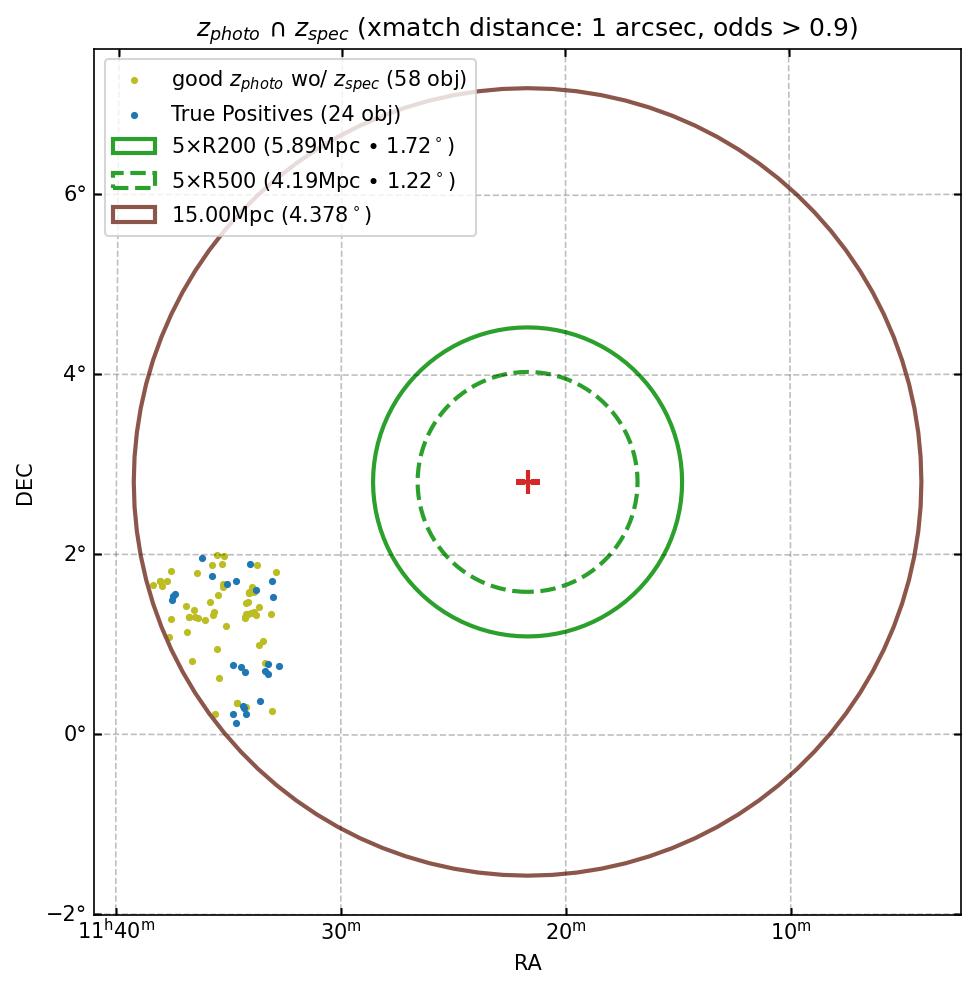 z_photo ∩ z_spec (xmatch distance: 1 arcsec, odds > 0.9)
good z_photo wo/ z_spec (58 obj)
True Positives (24 obj)
5×R200 (5.89Mpc • 1.72°)
5×R500 (4.19Mpc • 1.22°)
15.00Mpc (4.378°)
6°
4°
2°
0°
−2°
DEC
11ʰ40ᵐ
30ᵐ
20ᵐ
10ᵐ
RA